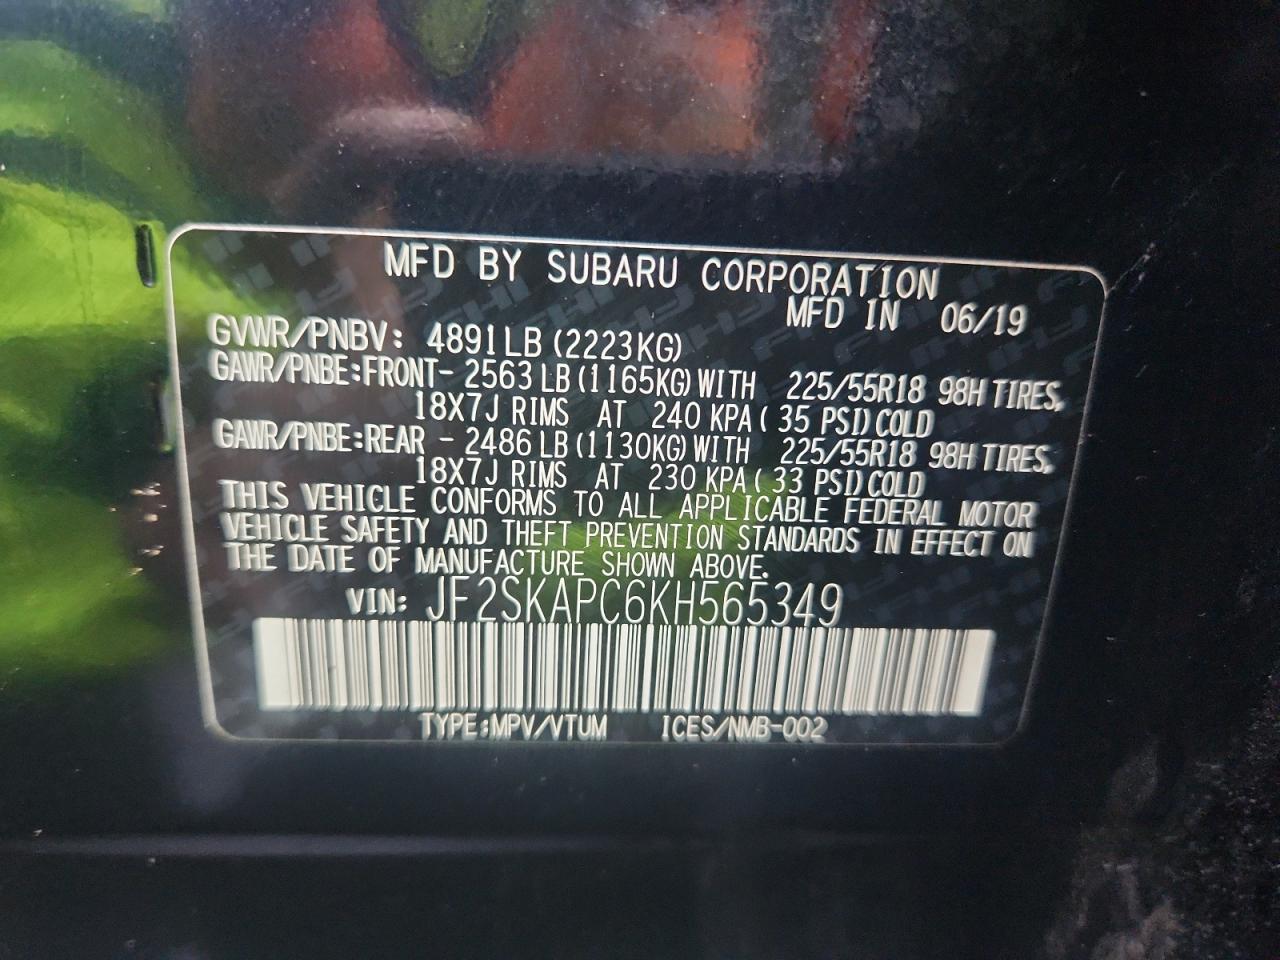 MFD BY SUBARU CORPORATION
MFD IN 06/19
GVWR/PNBV: 4891LB (2223KG)
GAWR/PNBE:FRONT- 2563 LB (1165KG) WITH 225/55R18 98H TIRES,
18X7J RIMS AT 240 KPA ( 35 PSI) COLD
GAWR/PNBE:REAR - 2486 LB (1130KG) WITH 225/55R18 98H TIRES,
18X7J RIMS AT 230 KPA ( 33 PSI) COLD
THIS VEHICLE CONFORMS TO ALL APPLICABLE FEDERAL MOTOR
VEHICLE SAFETY AND THEFT PREVENTION STANDARDS IN EFFECT ON
THE DATE OF MANUFACTURE SHOWN ABOVE.
VIN: JF2SKAPC6KH565349
TYPE:MPV/VTUM ICES/NMB-002